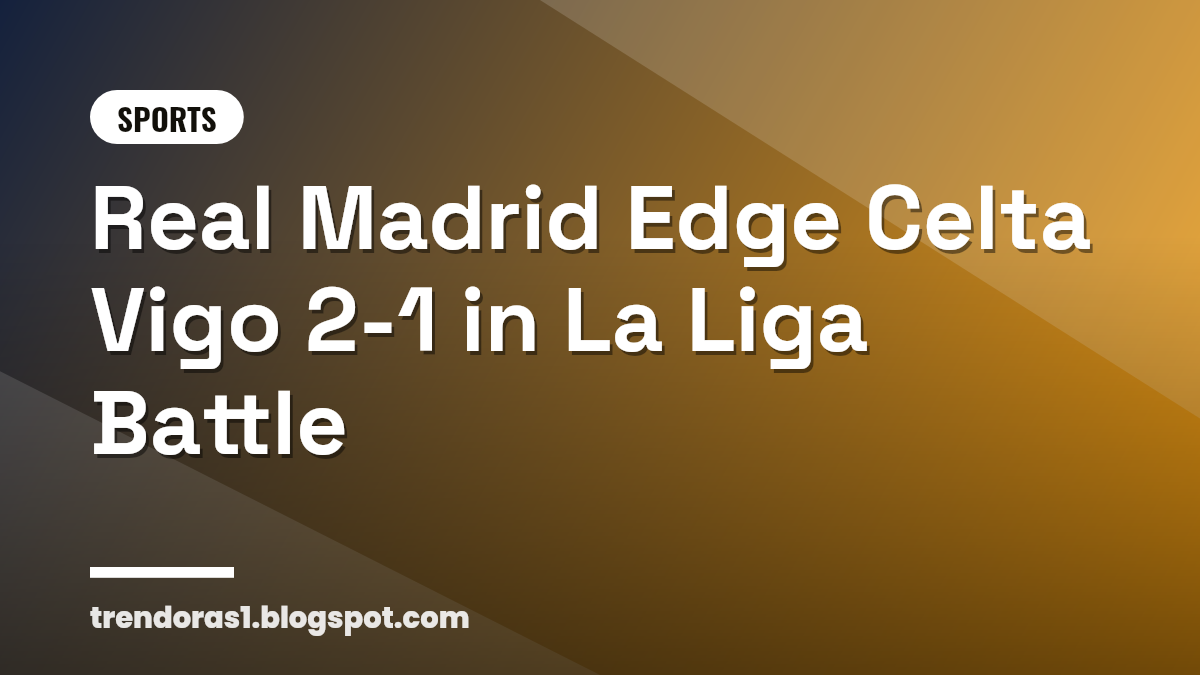 SPORTS
Real Madrid Edge Celta
Vigo 2-1 in La Liga
Battle
trendoras1.blogspot.com